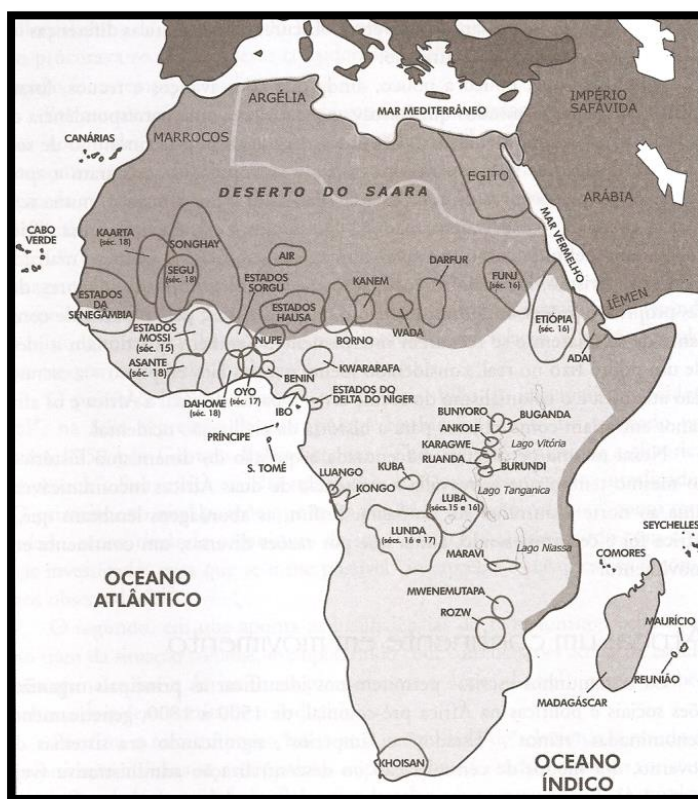 ARGÉLIA
MAR MEDITERRÂNEO
IMPÉRIO
SAFÁVIDA
CANÁRIAS
MARROCOS
EGITO
DESERTO DO SAARA
ARÁBIA
MAR VERMELHO
CABO
VERDE
KAARTA
(séc. 18)
SONGHAY
SEGU
(séc. 18)
AIR
ESTADOS
SORGU
KANEM
DARFUR
FUNJ
(séc. 16)
IÊMEN
ESTADOS
DA
SENEGÂMBIA
ESTADOS
HAUSA
ETIÓPIA
(séc. 16)
ESTADOS
MOSSI
(séc. 15)
NUPE
BORNO
WADA
ADAI
ASANTE
(séc. 18)
KWARARAFA
DAHOMÉ
(séc. 18)
OYO
(séc. 17)
BENIN
IBO
ESTADOS DO
DELTA DO NÍGER
PRÍNCIPE
S. TOMÉ
BUNYORO
BUGANDA
ANKOLE
KARAGWE
Lago Vitória
RUANDA
BURUNDI
LUANGO
KUBA
KONGO
LUBA
(sécs.15 e 16)
Lago Tanganica
LUNDA
(sécs. 16 e 17)
Lago Niassa
MARAVI
SEYCHELLES
COMORES
OCEANO
ATLÂNTICO
MWENEMUTAPA
ROZW
MAURÍCIO
REUNIÃO
MADAGÁSCAR
KHOISAN
OCEANO
ÍNDICO